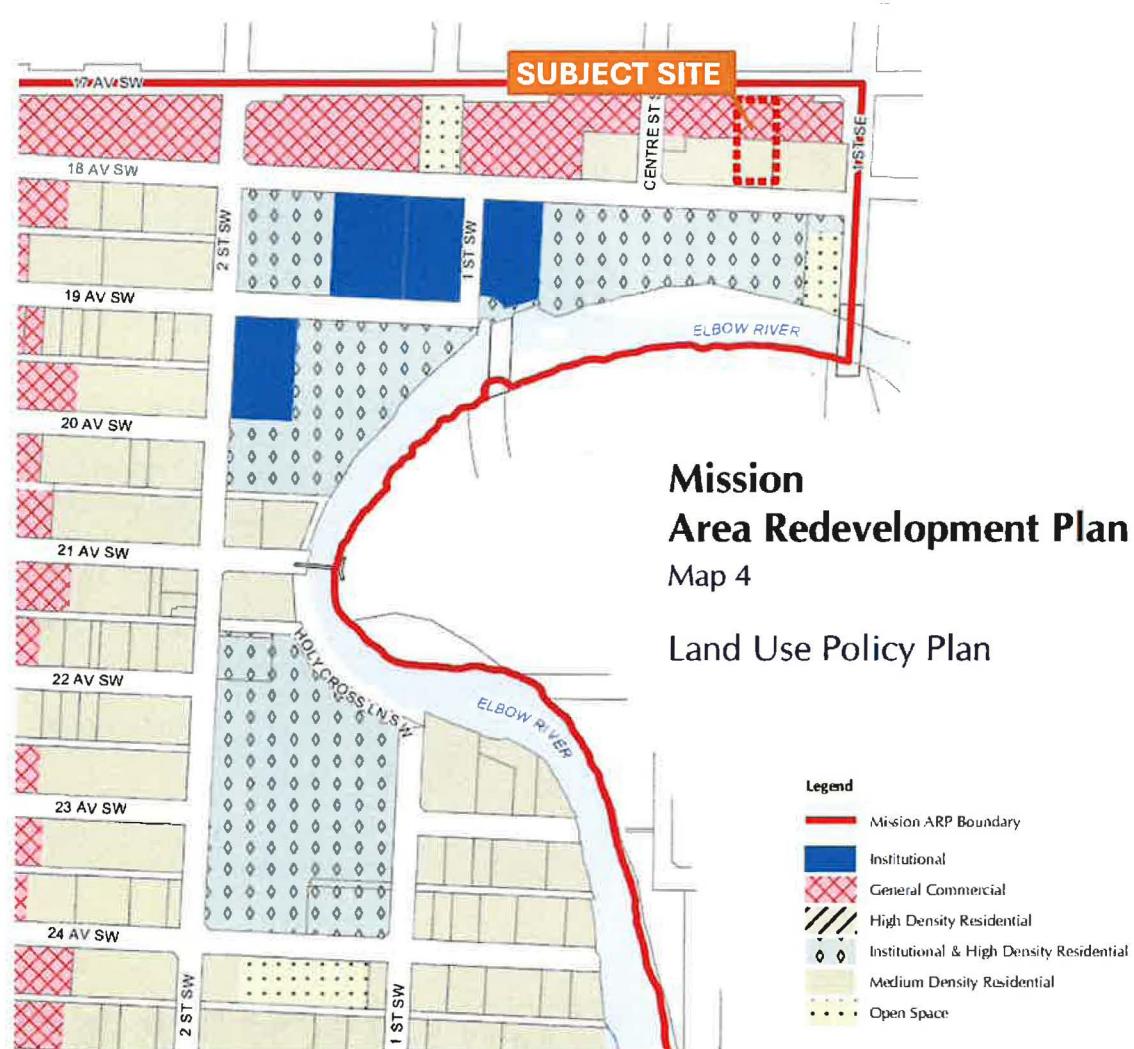 SUBJECT SITE
17 AV SW
CENTRE ST S
1 ST SE
18 AV SW
2 ST SW
1 ST SW
19 AV SW
ELBOW RIVER
20 AV SW
Mission
Area Redevelopment Plan
Map 4
Land Use Policy Plan
21 AV SW
HOLY CROSS LN SW
22 AV SW
ELBOW RIVER
23 AV SW
24 AV SW
2 ST SW
1 ST SW
Legend
Mission ARP Boundary
Institutional
General Commercial
High Density Residential
Institutional & High Density Residential
Medium Density Residential
Open Space